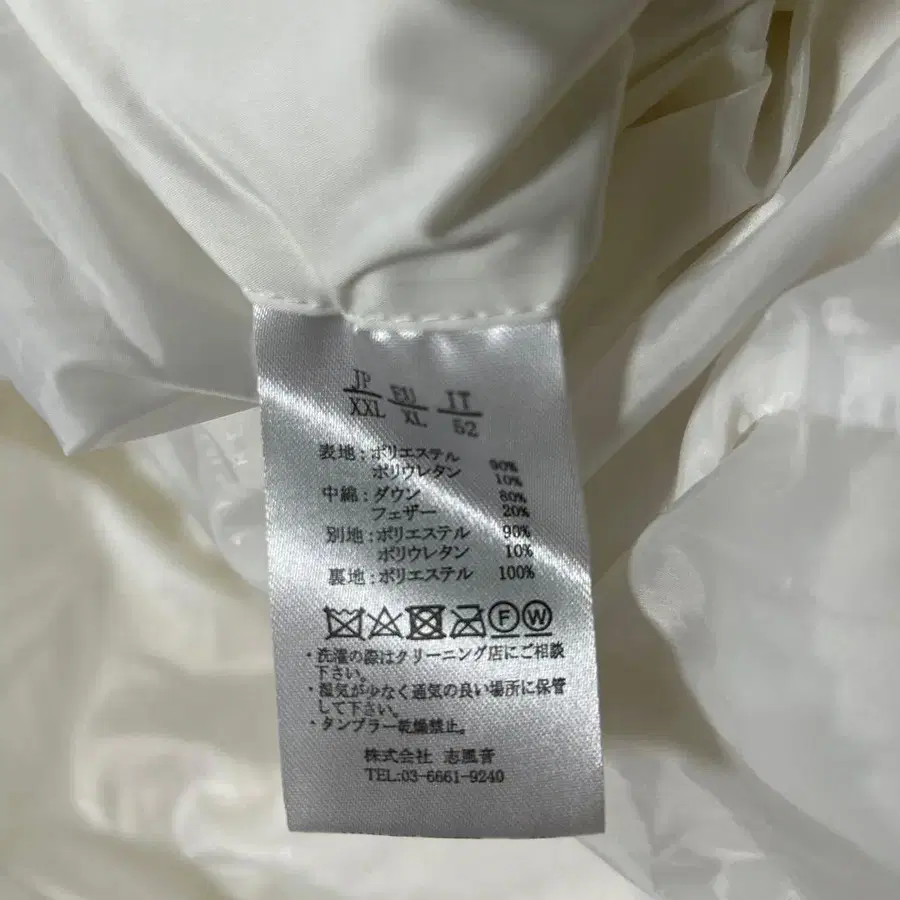 JP EU IT
XXL XL 52
表地:ポリエステル 90%
ポリウレタン 10%
中綿:ダウン 80%
フェザー 20%
別地:ポリエステル 90%
ポリウレタン 10%
裏地:ポリエステル 100%
F W
・洗濯の際はクリーニング店にご相談
下さい。
・湿気が少なく通気の良い場所に保管
して下さい。
・タンブラー乾燥禁止。
株式会社 志風音
TEL:03-6661-9240